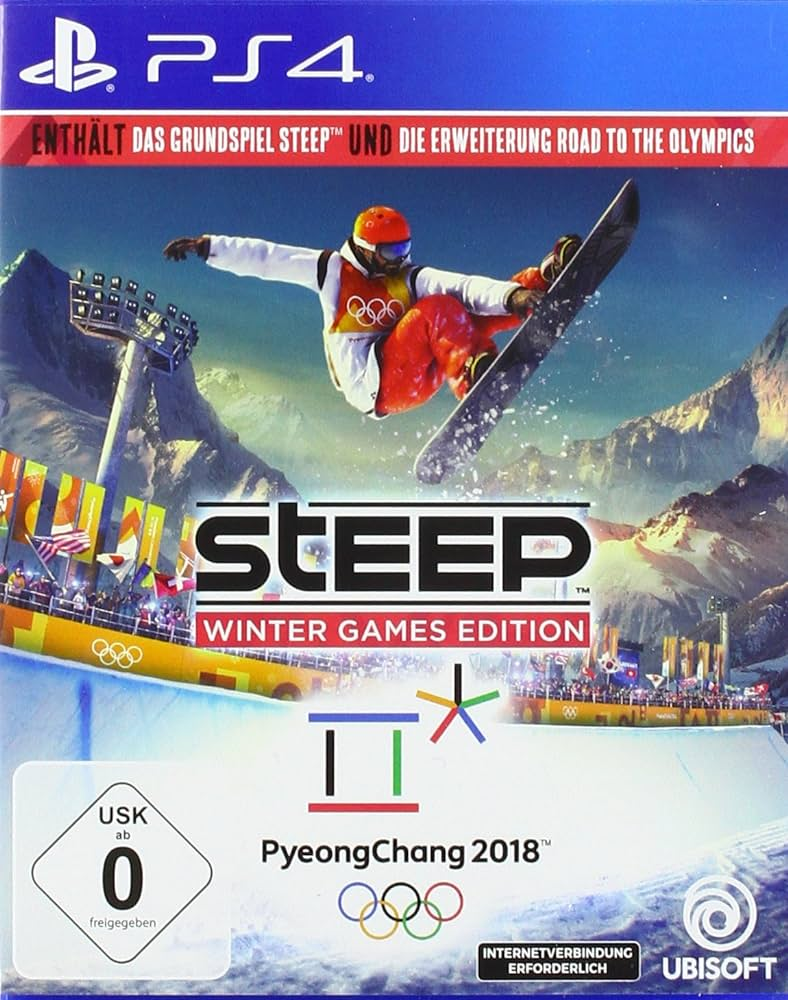 PS4
ENTHÄLT DAS GRUNDSPIEL STEEP™ UND DIE ERWEITERUNG ROAD TO THE OLYMPICS
STEEP™
WINTER GAMES EDITION
PyeongChang 2018™
USK
ab
0
freigegeben
INTERNETVERBINDUNG
ERFORDERLICH
UBISOFT